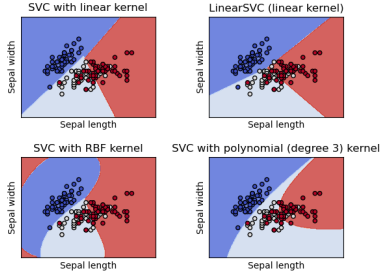 SVC with linear kernel
LinearSVC (linear kernel)
Sepal width
Sepal width
Sepal length
Sepal length
SVC with RBF kernel
SVC with polynomial (degree 3) kernel
Sepal width
Sepal width
Sepal length
Sepal length